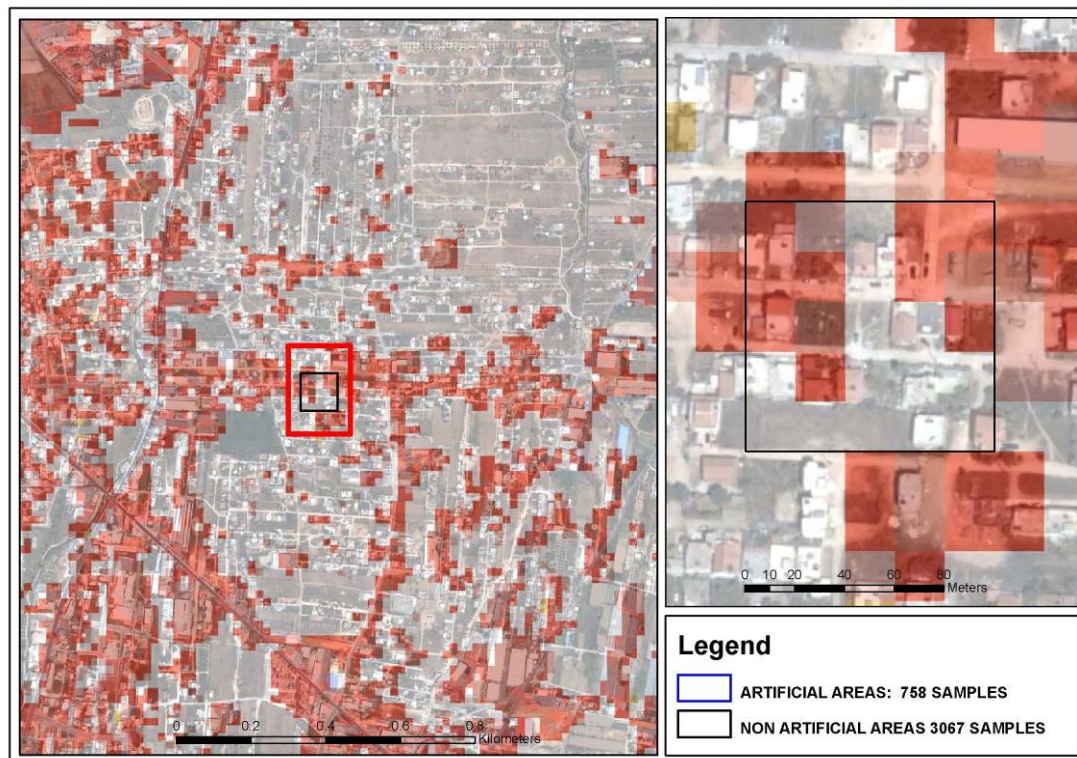 0 0.2 0.4 0.6 0.8
Kilometers
0 10 20 40 60 80
Meters
Legend
ARTIFICIAL AREAS: 758 SAMPLES
NON ARTIFICIAL AREAS 3067 SAMPLES